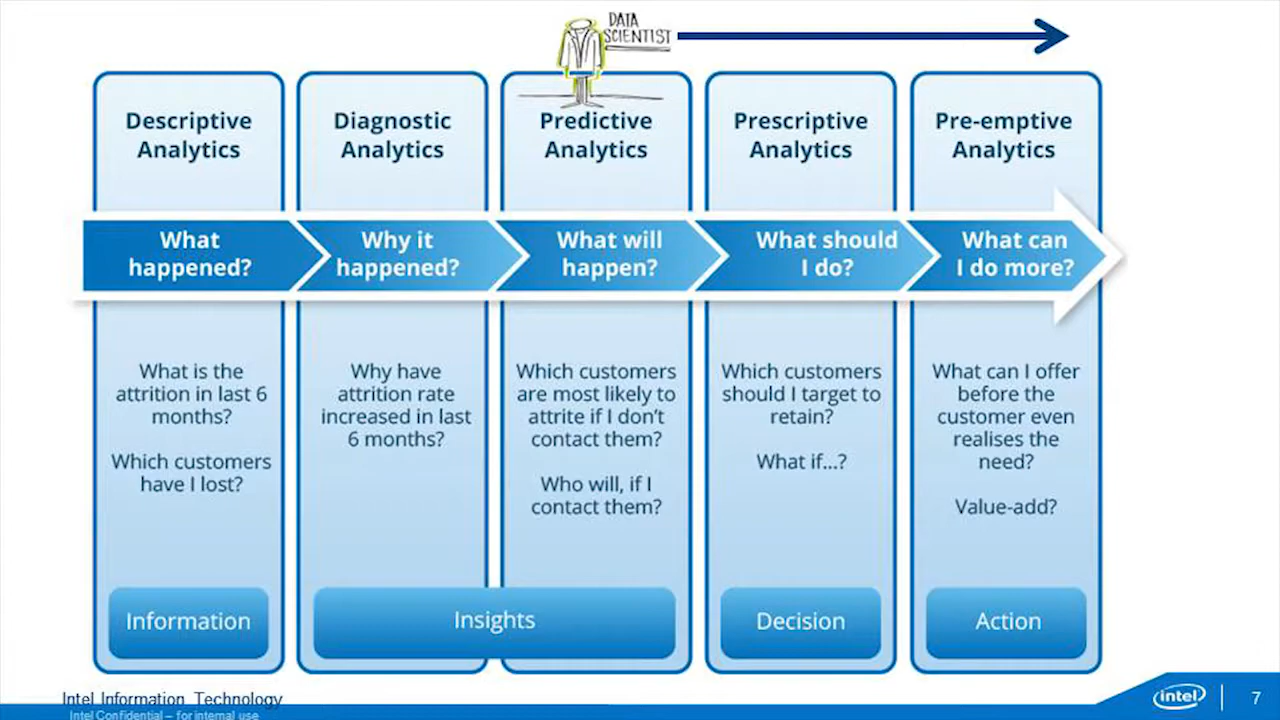 DATA
SCIENTIST
Descriptive
Analytics
Diagnostic
Analytics
Predictive
Analytics
Prescriptive
Analytics
Pre-emptive
Analytics
What
happened?
Why it
happened?
What will
happen?
What should
I do?
What can
I do more?
What is the
attrition in last 6
months?
Which customers
have I lost?
Why have
attrition rate
increased in last
6 months?
Which customers
are most likely to
attrite if I don't
contact them?
Who will, if I
contact them?
Which customers
should I target to
retain?
What if...?
What can I offer
before the
customer even
realises the
need?
Value-add?
Information
Insights
Decision
Action
Intel Information Technology
Intel Confidential – for internal use
intel
7